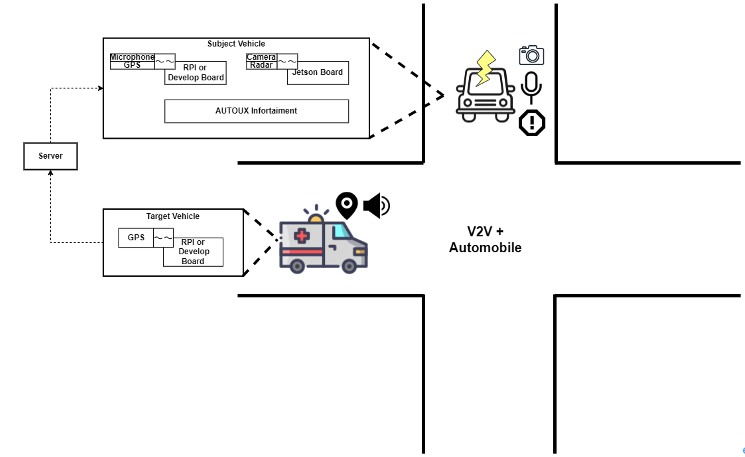 Subject Vehicle
Microphone
GPS
RPI or
Develop Board
Camera
Radar
Jetson Board
AUTOUX Infortaiment
Server
Target Vehicle
GPS
RPI or
Develop
Board
V2V +
Automobile